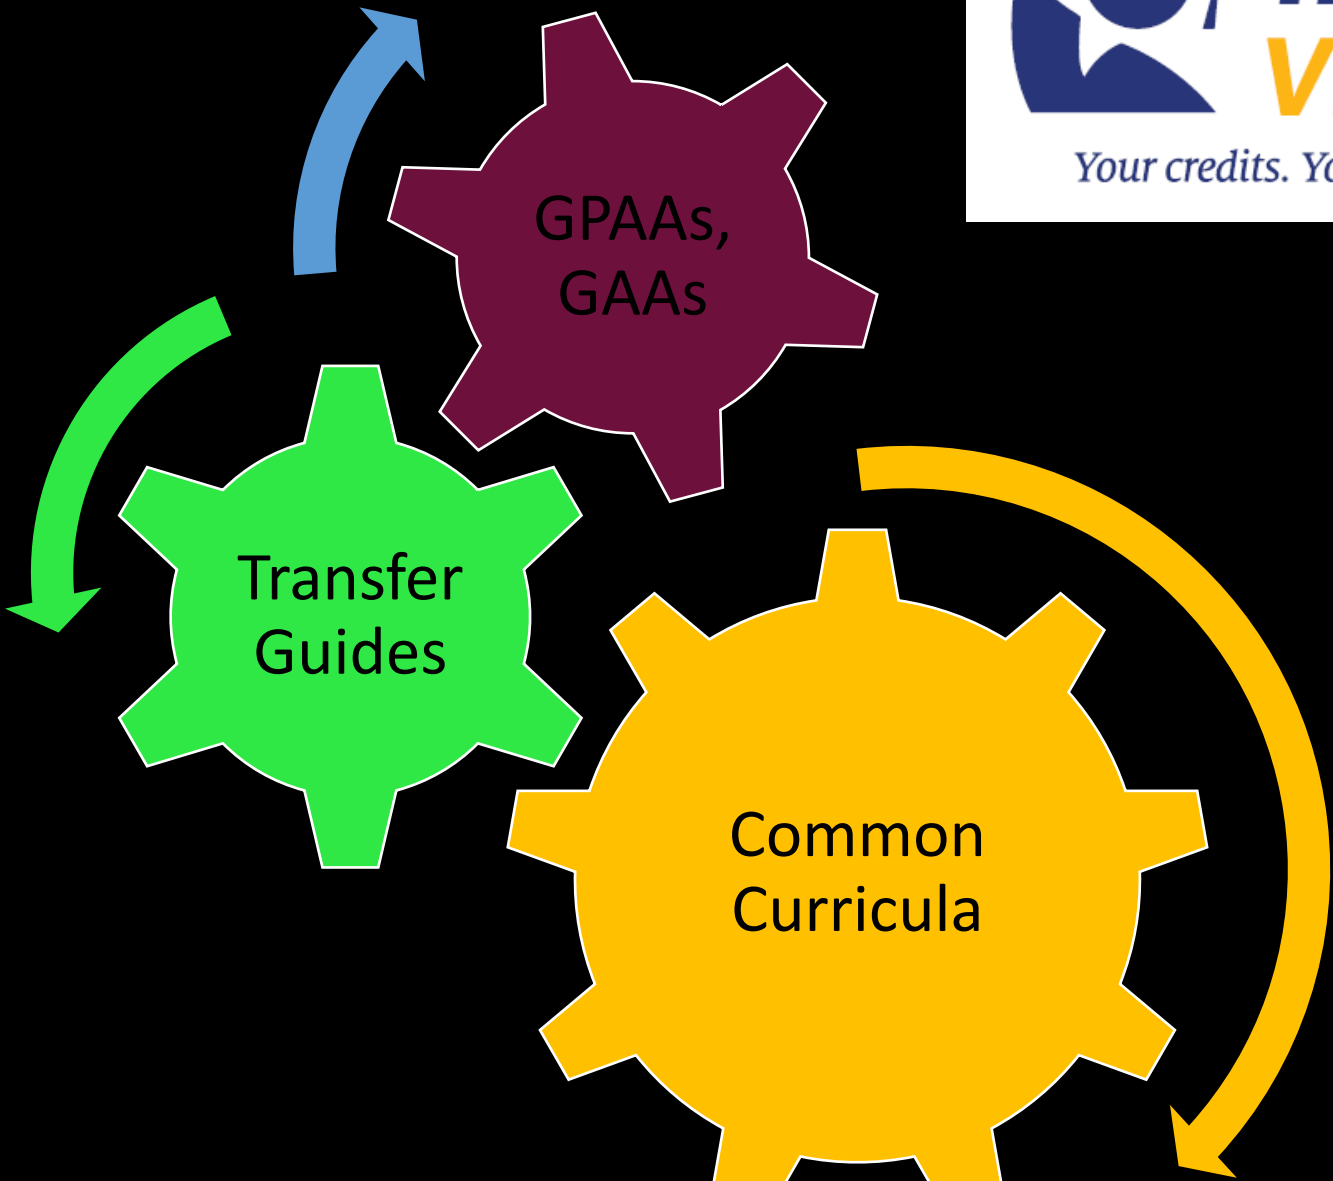 GPAAs,
GAAs
V
Your credits.
Transfer
Guides
Common
Curricula